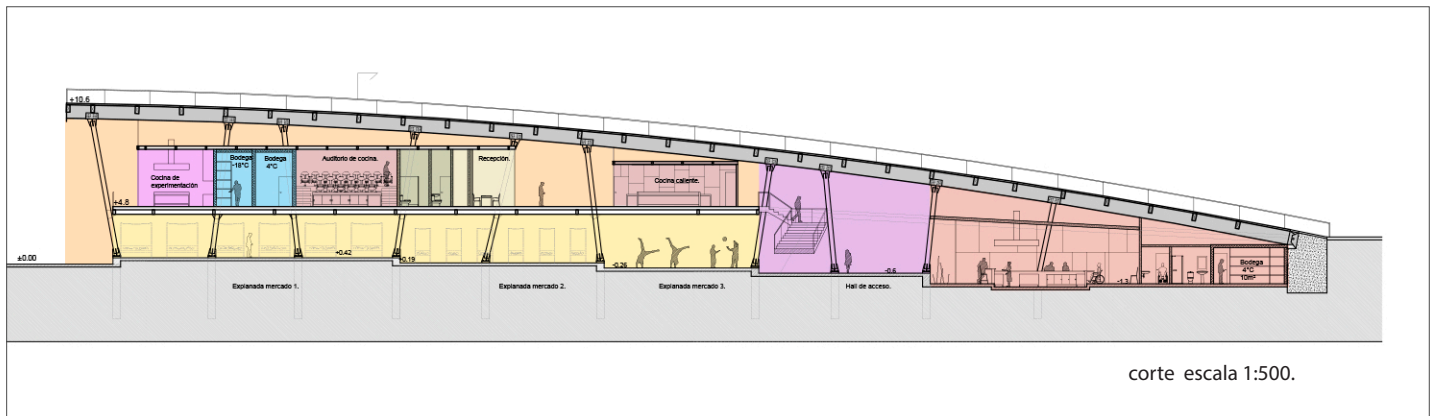 +10.6
Cocina de
experimentación
Bodega
-18°C
Bodega
4°C
Auditorio de cocina.
Recepción.
Cocina caliente.
+4.8
±0.00
+0.42
-0.19
-0.26
-0.6
-1.3
Bodega
4°C
10m²
Explanada mercado 1.
Explanada mercado 2.
Explanada mercado 3.
Hall de acceso.
corte escala 1:500.